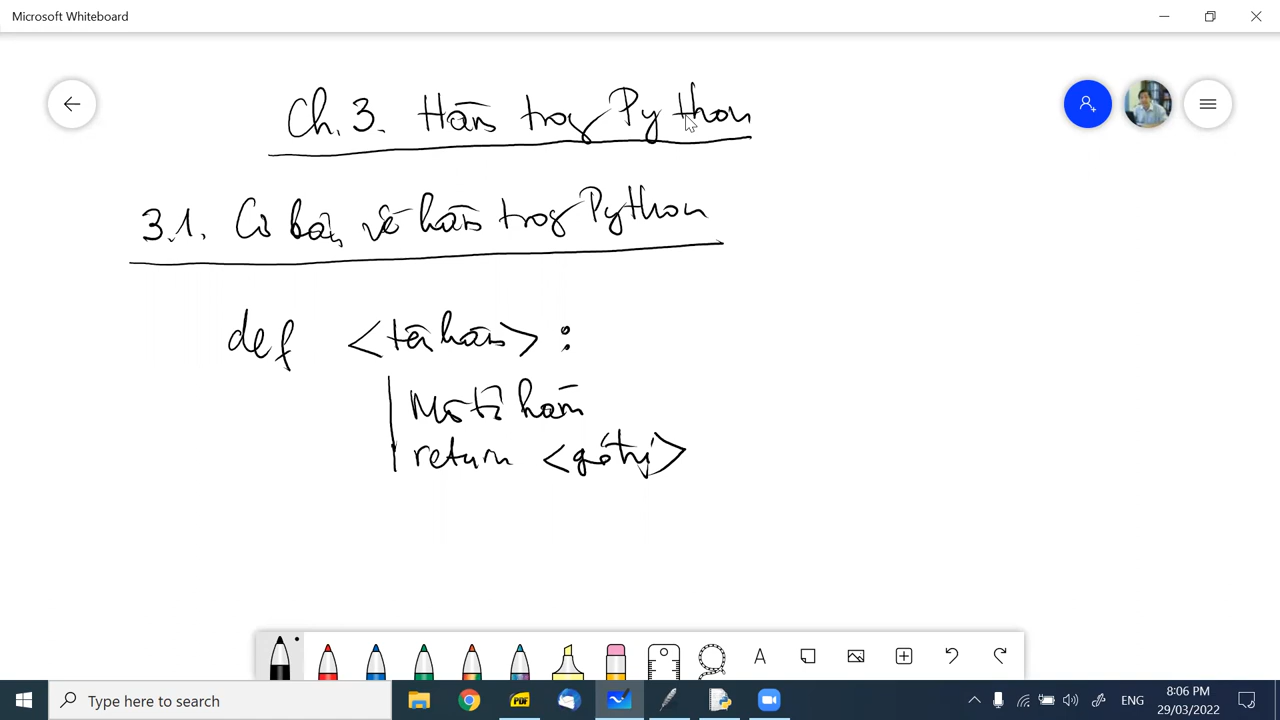 Microsoft Whiteboard
Ch.3. Hàm trong Python
3.1. Cơ bản về hàm trong Python
def <tên hàm> :
Mô tả hàm
return <giá trị>
A
Type here to search
PDF
ENG
8:06 PM
29/03/2022